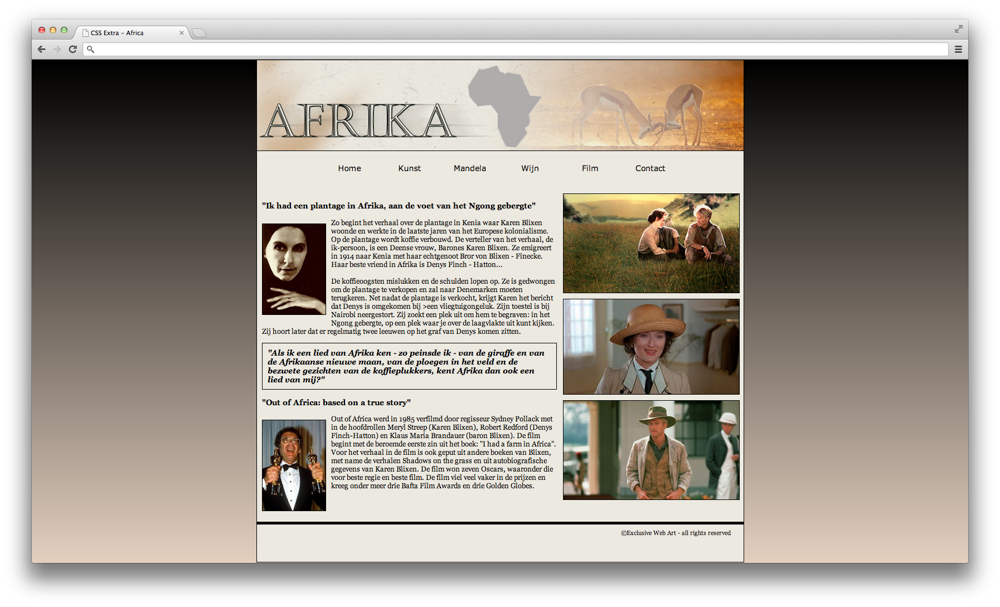 CSS Extra – Africa
AFRIKA
Home Kunst Mandela Wijn Film Contact
"Ik had een plantage in Afrika, aan de voet van het Ngong gebergte"
Zo begint het verhaal over de plantage in Kenia waar Karen Blixen
woonde en werkte in de laatste jaren van het Europese kolonialisme.
Op de plantage wordt koffie verbouwd. De verteller van het verhaal, de
ik-persoon, is een Deense vrouw, Barones Karen Blixen. Ze emigreert
in 1914 naar Kenia met haar echtgenoot Bror von Blixen - Finecke.
Haar beste vriend in Afrika is Denys Finch - Hatton...
De koffieoogsten mislukken en de schulden lopen op. Ze is gedwongen
om de plantage te verkopen en zal naar Denemarken moeten
terugkeren. Net nadat de plantage is verkocht, krijgt Karen het bericht
dat Denys is omgekomen bij >een vliegtuigongeluk. Zijn toestel is bij
Nairobi neergestort. Zij zoekt een plek uit om hem te begraven: in het
Ngong gebergte, op een plek waar je over de laagvlakte uit kunt kijken.
Zij hoort later dat er regelmatig twee leeuwen op het graf van Denys komen zitten.
"Als ik een lied van Afrika ken - zo peinsde ik - van de giraffe en van
de Afrikaanse nieuwe maan, van de ploegen in het veld en de
bezwete gezichten van de koffieplukkers, kent Afrika dan ook een
lied van mij?"
"Out of Africa: based on a true story"
Out of Africa werd in 1985 verfilmd door regisseur Sydney Pollack met
in de hoofdrollen Meryl Streep (Karen Blixen), Robert Redford (Denys
Finch-Hatton) en Klaus Maria Brandauer (baron Blixen). De film
begint met de beroemde eerste zin uit het boek: "I had a farm in Africa".
Voor het verhaal in de film is ook geput uit andere boeken van Blixen,
met name de verhalen Shadows on the grass en uit autobiografische
gegevens van Karen Blixen. De film won zeven Oscars, waaronder die
voor beste regie en beste film. De film viel veel vaker in de prijzen en
kreeg onder meer drie Bafta Film Awards en drie Golden Globes.
©Exclusive Web Art - all rights reserved